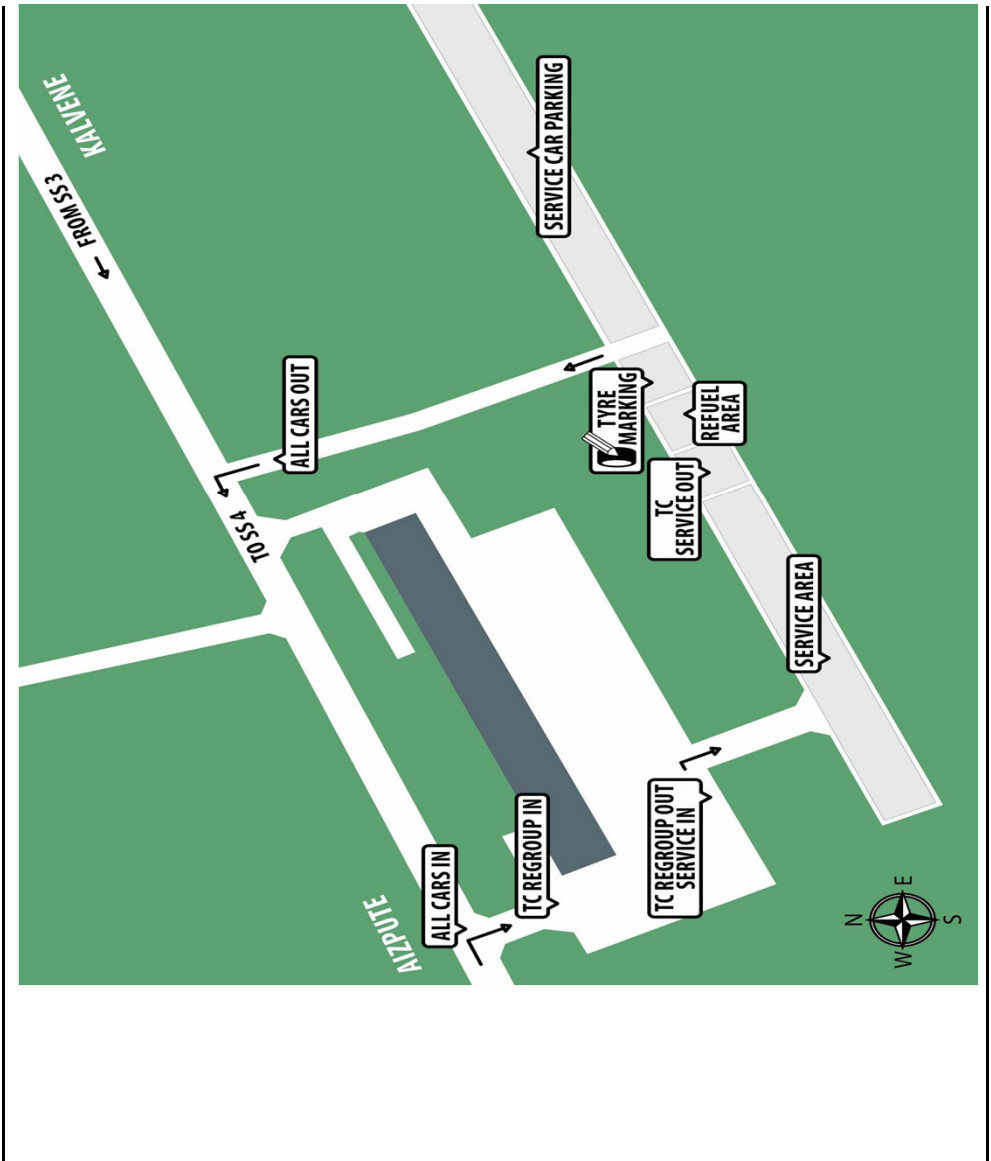 KALVENE
FROM SS3
SERVICE CAR PARKING
ALL CARS OUT
TYRE
MARKING
REFUEL
AREA
TO SS4
TC
SERVICE OUT
SERVICE AREA
ALL CARS IN
TC REGROUP IN
TC REGROUP OUT
SERVICE IN
AIZPUTE
N
E
S
W